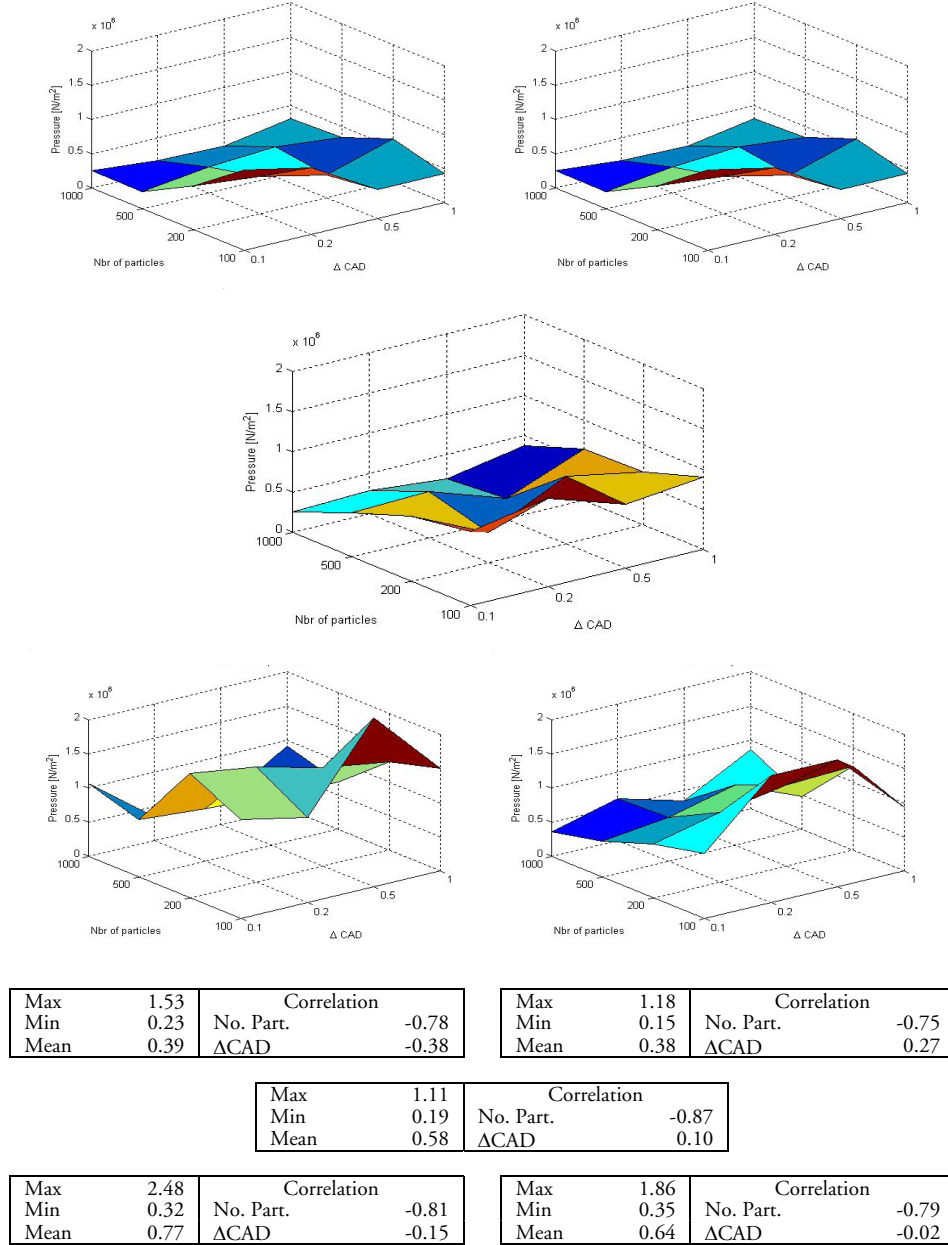 x 10⁶
2
1.5
1
0.5
0
Pressure [N/m²]
1000
500
200
100
Nbr of particles
0.1
0.2
0.5
1
Δ CAD
x 10⁶
2
1.5
1
0.5
0
Pressure [N/m²]
1000
500
200
100
Nbr of particles
0.1
0.2
0.5
1
Δ CAD
x 10⁶
2
1.5
1
0.5
0
Pressure [N/m²]
1000
500
200
100
Nbr of particles
0.1
0.2
0.5
1
Δ CAD
x 10⁶
2
1.5
1
0.5
0
Pressure [N/m²]
1000
500
200
100
Nbr of particles
0.1
0.2
0.5
1
Δ CAD
x 10⁶
2
1.5
1
0.5
0
Pressure [N/m²]
1000
500
200
100
Nbr of particles
0.1
0.2
0.5
1
Δ CAD
Max 1.53 Correlation
Min 0.23 No. Part. -0.78
Mean 0.39 ΔCAD -0.38
Max 1.18 Correlation
Min 0.15 No. Part. -0.75
Mean 0.38 ΔCAD 0.27
Max 1.11 Correlation
Min 0.19 No. Part. -0.87
Mean 0.58 ΔCAD 0.10
Max 2.48 Correlation
Min 0.32 No. Part. -0.81
Mean 0.77 ΔCAD -0.15
Max 1.86 Correlation
Min 0.35 No. Part. -0.79
Mean 0.64 ΔCAD -0.02